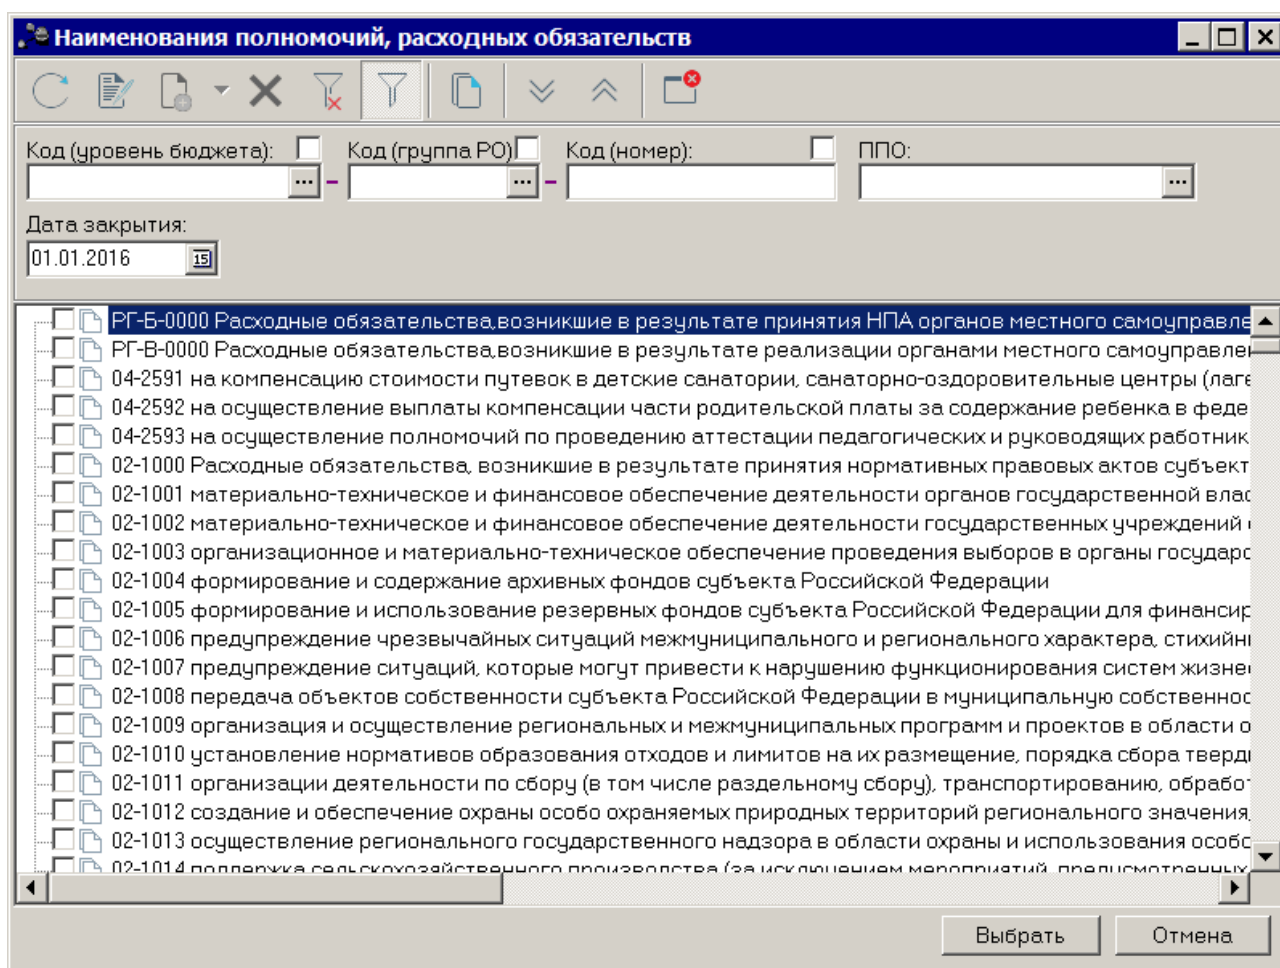 Наименования полномочий, расходных обязательств
Код (уровень бюджета): Код (группа РО) Код (номер): ППО:
... – ... – ...
Дата закрытия:
01.01.2016 15
РГ-Б-0000 Расходные обязательства,возникшие в результате принятия НПА органов местного самоуправле
РГ-В-0000 Расходные обязательства,возникшие в результате реализации органами местного самоуправле
04-2591 на компенсацию стоимости путевок в детские санатории, санаторно-оздоровительные центры (лаге
04-2592 на осуществление выплаты компенсации части родительской платы за содержание ребенка в феде
04-2593 на осуществление полномочий по проведению аттестации педагогических и руководящих работник
02-1000 Расходные обязательства, возникшие в результате принятия нормативных правовых актов субъект
02-1001 материально-техническое и финансовое обеспечение деятельности органов государственной влас
02-1002 материально-техническое и финансовое обеспечение деятельности государственных учреждений
02-1003 организационное и материально-техническое обеспечение проведения выборов в органы государс
02-1004 формирование и содержание архивных фондов субъекта Российской Федерации
02-1005 формирование и использование резервных фондов субъекта Российской Федерации для финансир
02-1006 предупреждение чрезвычайных ситуаций межмуниципального и регионального характера, стихийн
02-1007 предупреждение ситуаций, которые могут привести к нарушению функционирования систем жизне
02-1008 передача объектов собственности субъекта Российской Федерации в муниципальную собственнос
02-1009 организация и осуществление региональных и межмуниципальных программ и проектов в области о
02-1010 установление нормативов образования отходов и лимитов на их размещение, порядка сбора тверд
02-1011 организации деятельности по сбору (в том числе раздельному сбору), транспортированию, обработ
02-1012 создание и обеспечение охраны особо охраняемых природных территорий регионального значения,
02-1013 осуществление регионального государственного надзора в области охраны и использования особо
02-1014 поддержка сельскохозяйственного производства (за исключением мероприятий, предусмотренных
Выбрать Отмена